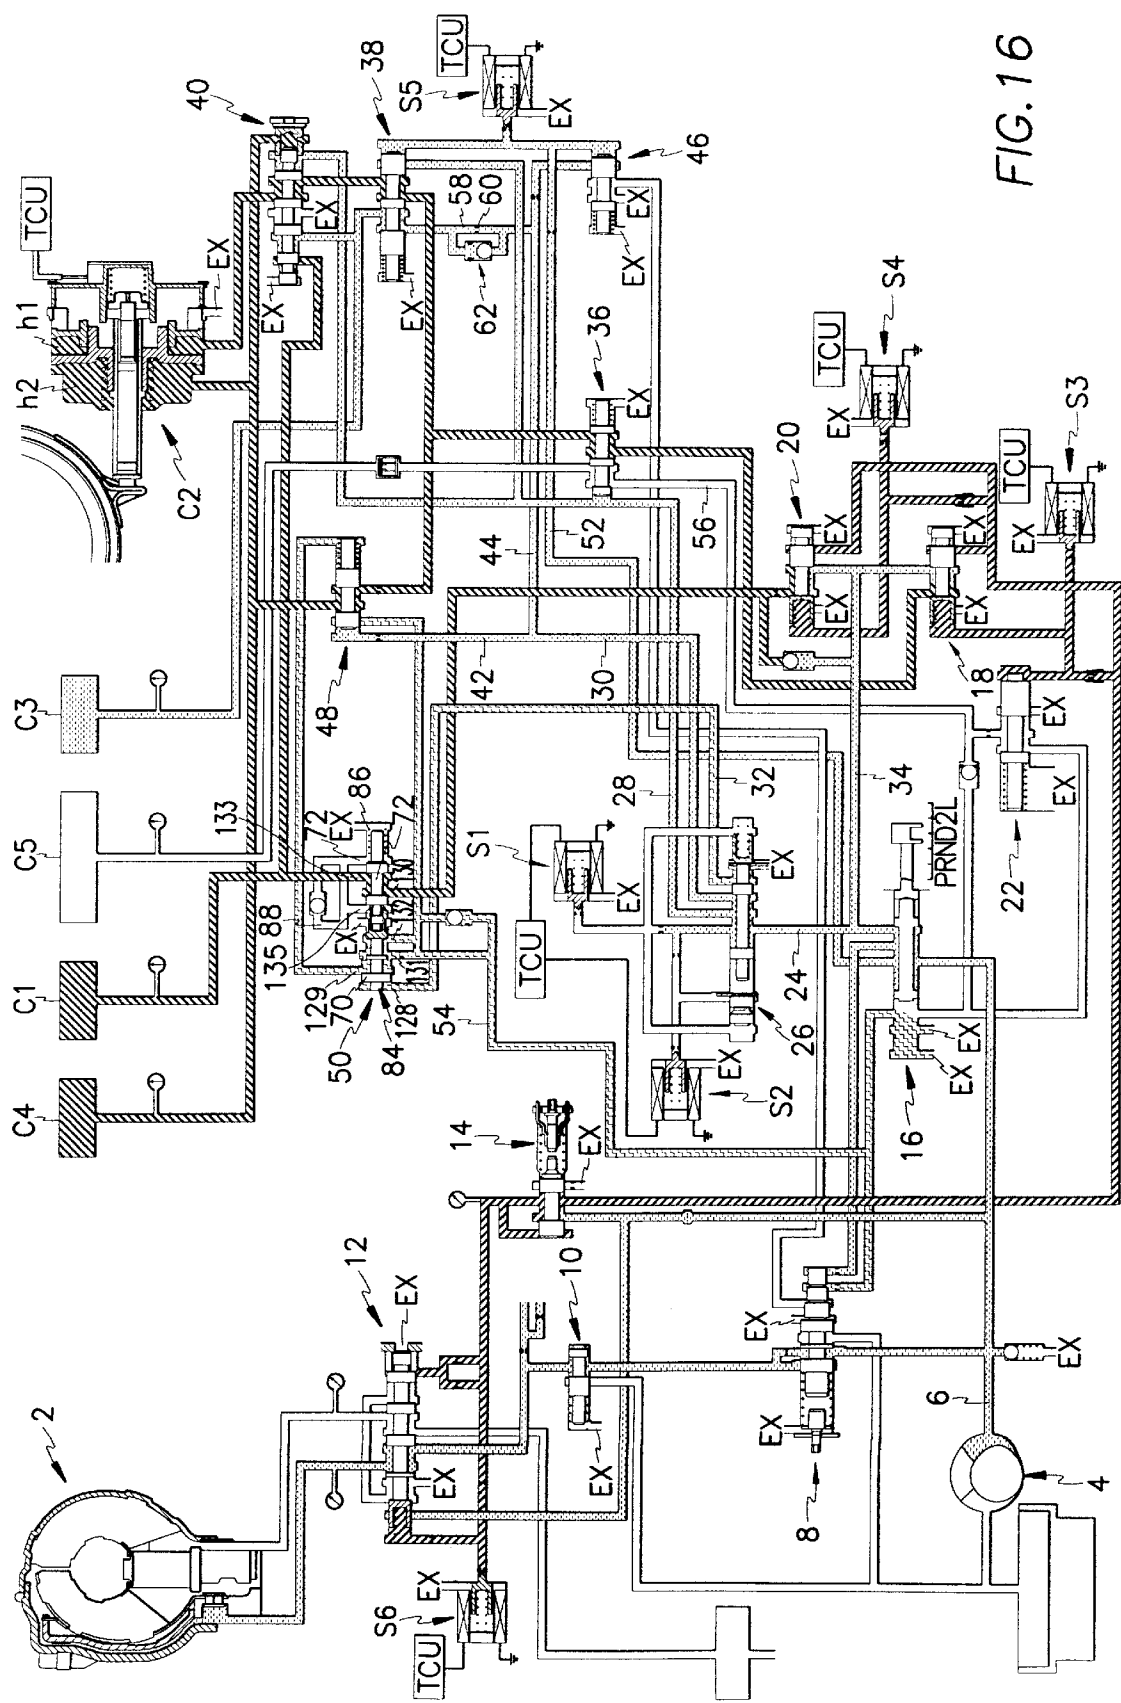 FIG. 16
TCU
S5
EX
38
40
46
TCU
EX
h1
h2
C2
EX
EX
EX
58
60
62
EX
EX
EX
36
EX
TCU
S4
EX
20
EX
EX
TCU
S3
EX
EX
EX
18
C3
C5
C1
C4
48
42
44
52
30
56
28
32
34
133
72
EX
86
72
130
88
EX
132
135
131
129
70
128
50
84
54
S1
TCU
EX
EX
26
24
S2
EX
PRND2L
16
EX
EX
22
EX
EX
14
EX
12
EX
EX
10
EX
EX
EX
8
6
EX
4
2
S6
EX
TCU